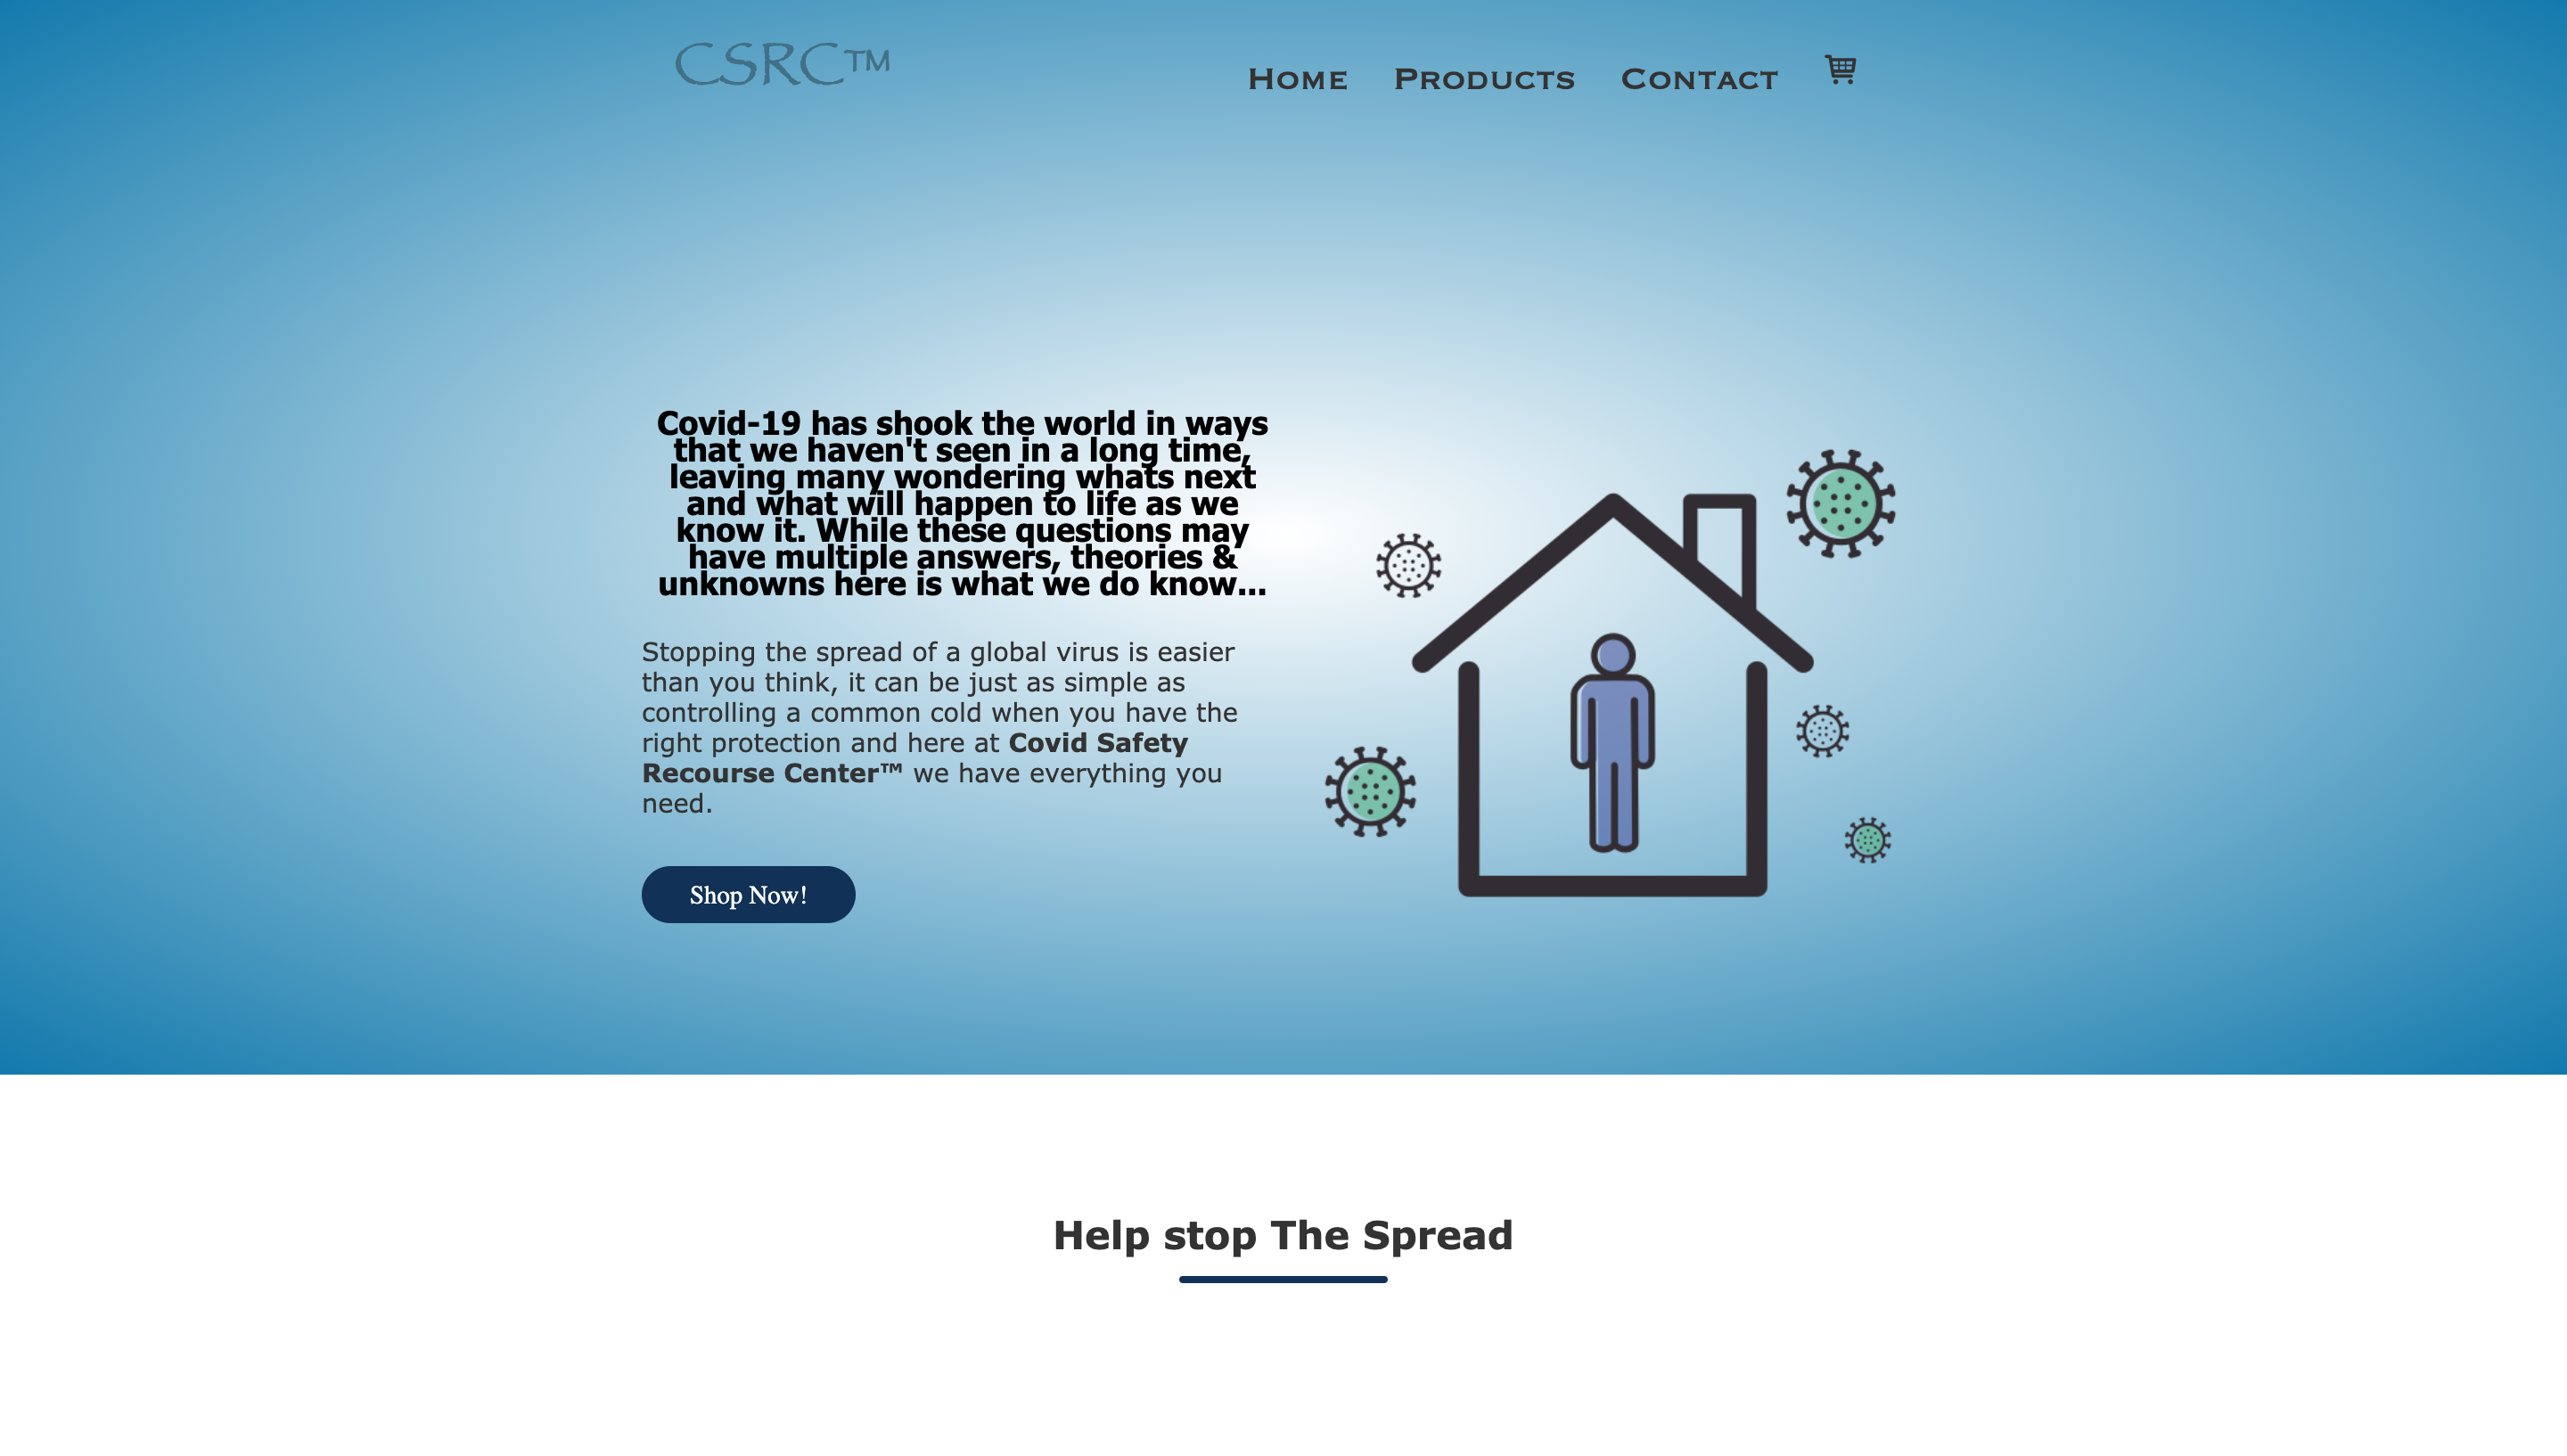 CSRC™
Home Products Contact
Covid-19 has shook the world in ways
that we haven't seen in a long time,
leaving many wondering whats next
and what will happen to life as we
know it. While these questions may
have multiple answers, theories &
unknowns here is what we do know...
Stopping the spread of a global virus is easier
than you think, it can be just as simple as
controlling a common cold when you have the
right protection and here at Covid Safety
Recourse Center™ we have everything you
need.
Shop Now!
Help stop The Spread